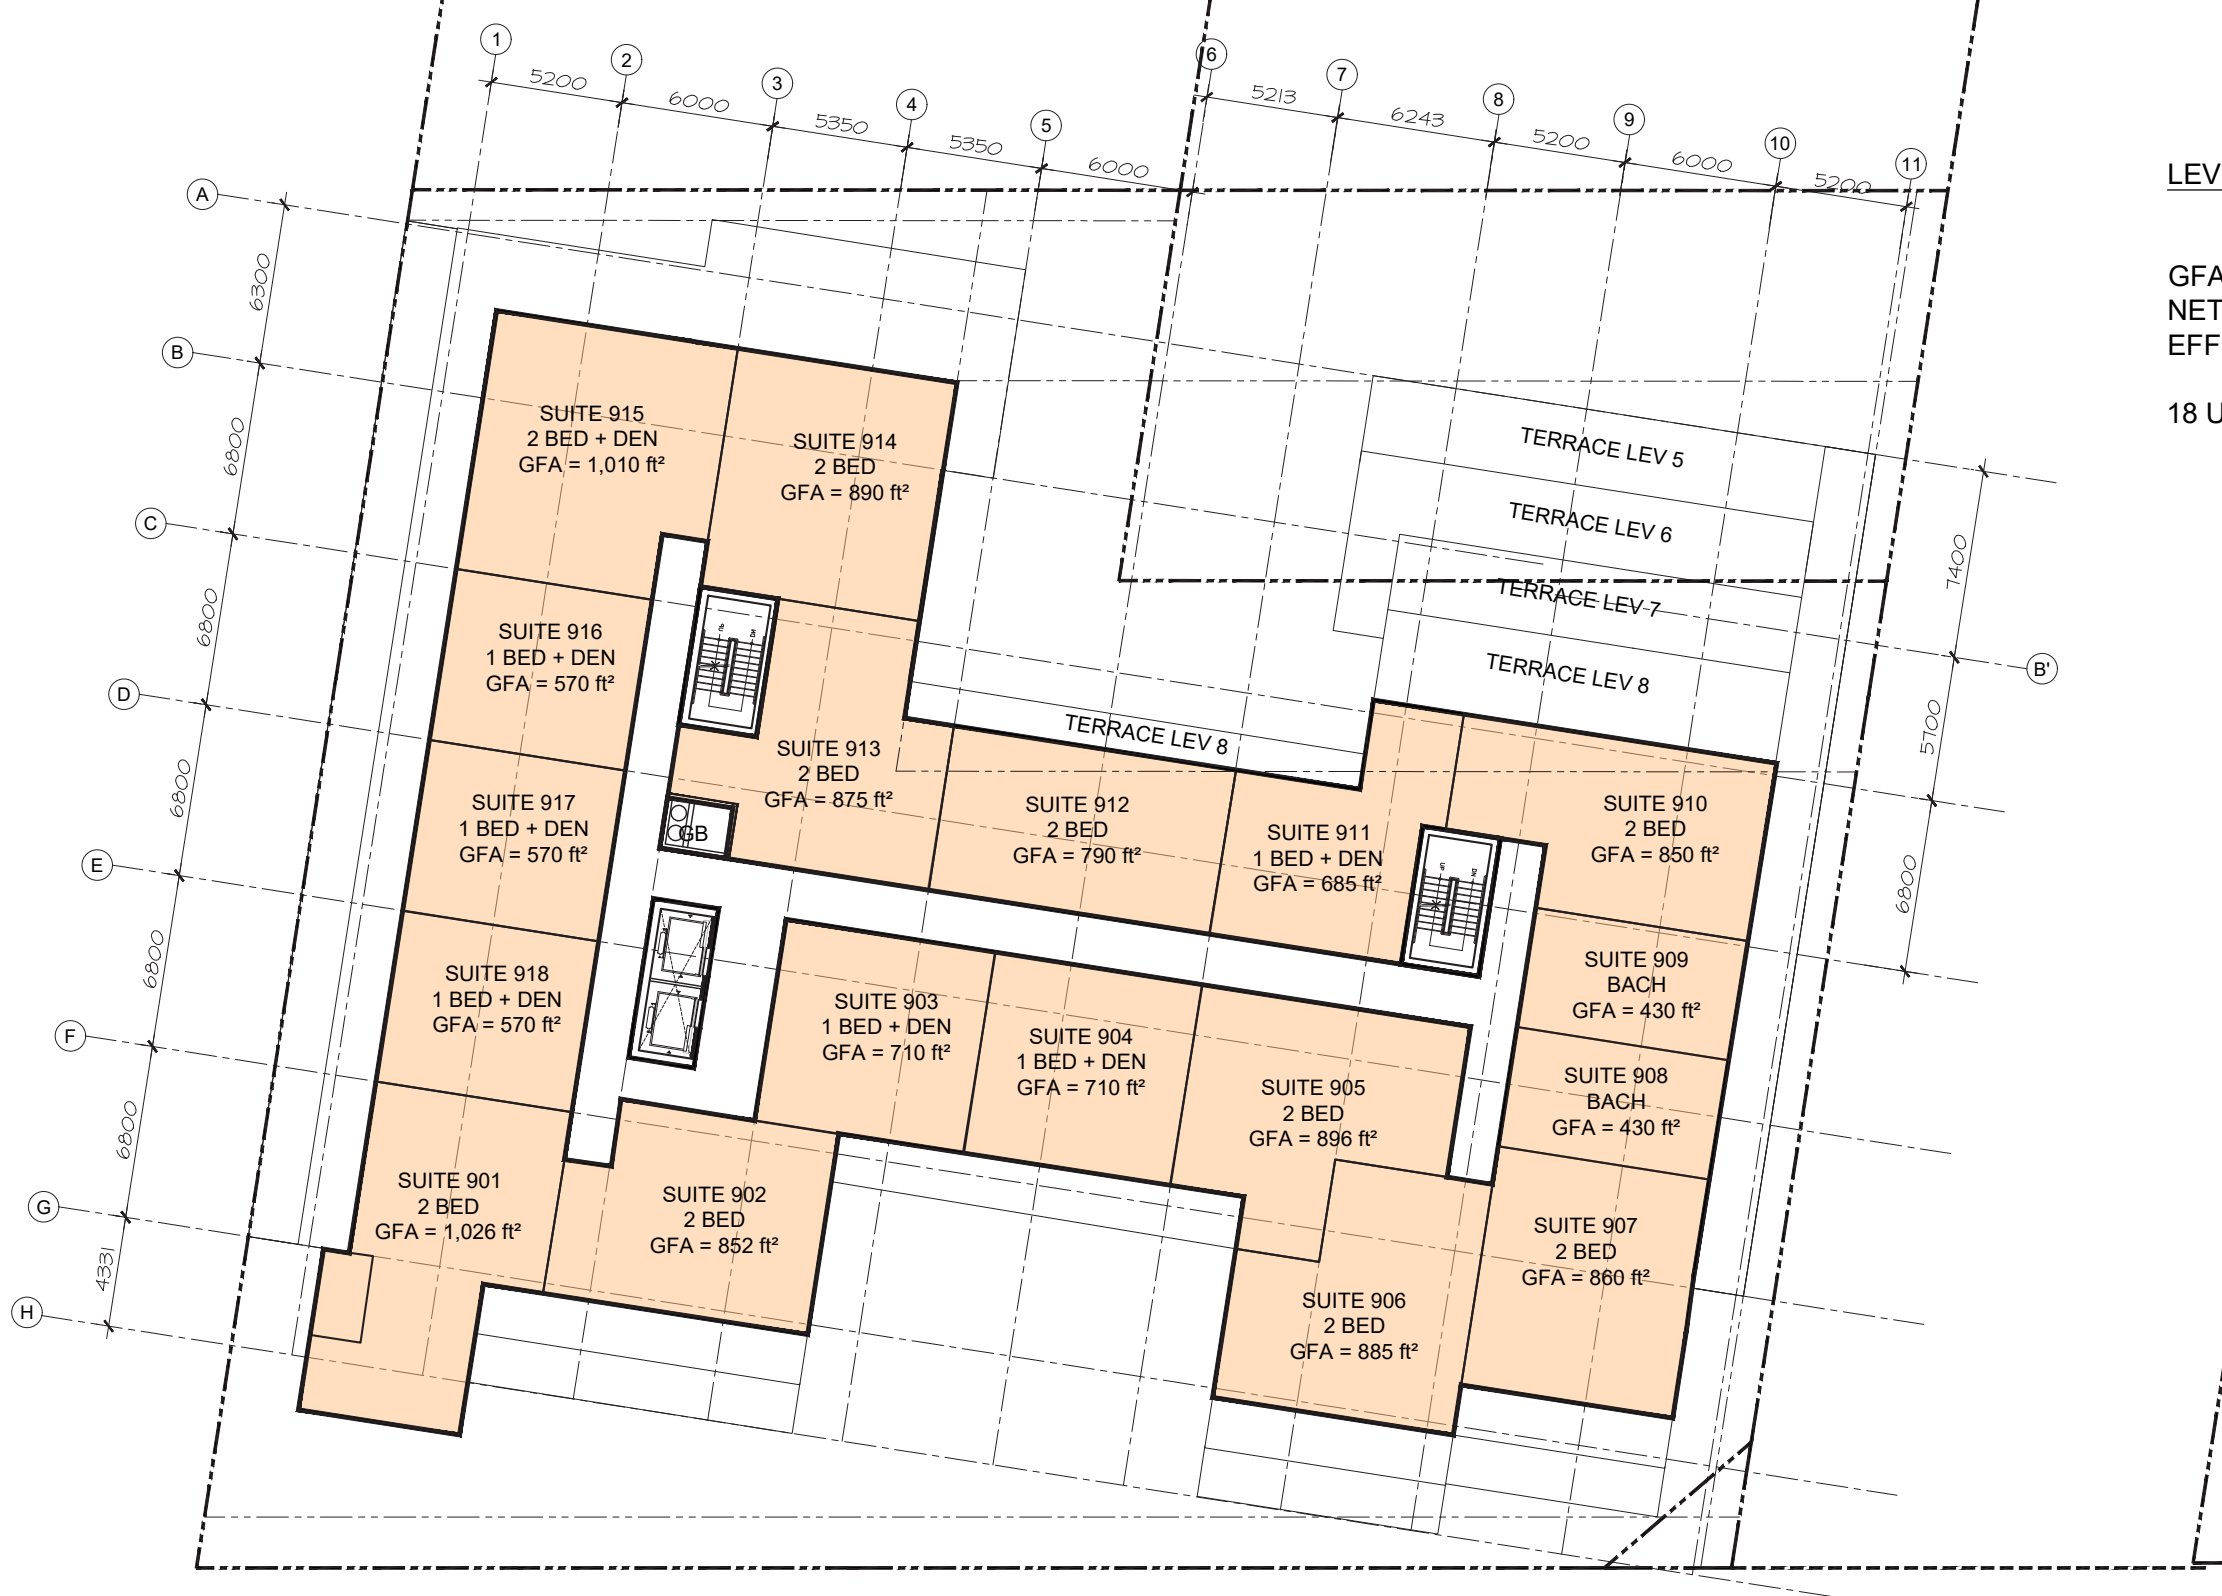 1
2
3
4
5
6
7
8
9
10
11
5200
6000
5350
5350
6000
5213
6243
5200
6000
5200
A
B
C
D
E
F
G
H
B'
6300
6800
6800
6800
6800
6800
4331
7400
5700
6800
LEV
GFA
NET
EFF
18 U
SUITE 915
2 BED + DEN
GFA = 1,010 ft²
SUITE 914
2 BED
GFA = 890 ft²
TERRACE LEV 5
TERRACE LEV 6
TERRACE LEV 7
TERRACE LEV 8
SUITE 916
1 BED + DEN
GFA = 570 ft²
UP
DN
TERRACE LEV 8
SUITE 913
2 BED
GFA = 875 ft²
SUITE 917
1 BED + DEN
GFA = 570 ft²
GB
SUITE 912
2 BED
GFA = 790 ft²
SUITE 911
1 BED + DEN
GFA = 685 ft²
SUITE 910
2 BED
GFA = 850 ft²
UP
DN
SUITE 918
1 BED + DEN
GFA = 570 ft²
SUITE 903
1 BED + DEN
GFA = 710 ft²
SUITE 904
1 BED + DEN
GFA = 710 ft²
SUITE 905
2 BED
GFA = 896 ft²
SUITE 909
BACH
GFA = 430 ft²
SUITE 908
BACH
GFA = 430 ft²
SUITE 901
2 BED
GFA = 1,026 ft²
SUITE 902
2 BED
GFA = 852 ft²
SUITE 906
2 BED
GFA = 885 ft²
SUITE 907
2 BED
GFA = 860 ft²